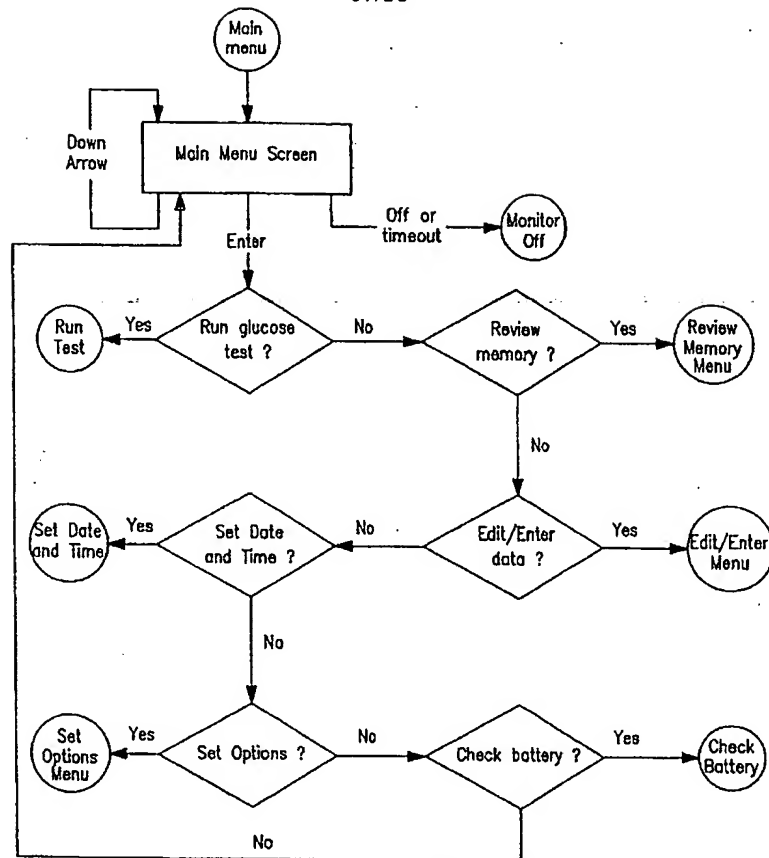 Main
menu
Down
Arrow
Main Menu Screen
Off or
timeout
Monitor
Off
Enter
Run
Test
Yes
Run glucose
test ?
No
Review
memory ?
Yes
Review
Memory
Menu
No
Set Date
and Time
Yes
Set Date
and Time ?
No
Edit/Enter
data ?
Yes
Edit/Enter
Menu
No
Set
Options
Menu
Yes
Set Options ?
No
Check battery ?
Yes
Check
Battery
No